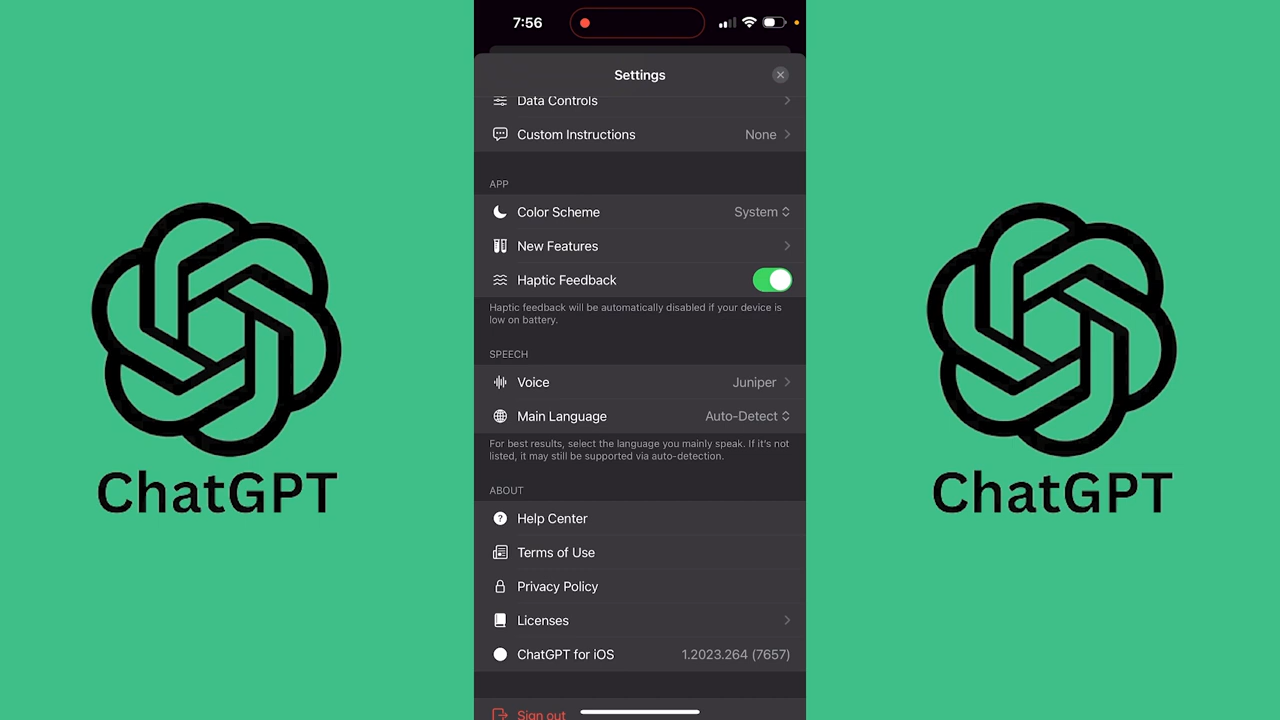 7:56
Settings
Data Controls
Custom Instructions None
APP
Color Scheme System
New Features
Haptic Feedback
Haptic feedback will be automatically disabled if your device is
low on battery.
SPEECH
Voice Juniper
Main Language Auto-Detect
For best results, select the language you mainly speak. If it's not
listed, it may still be supported via auto-detection.
ABOUT
Help Center
Terms of Use
Privacy Policy
Licenses
ChatGPT for iOS 1.2023.264 (7657)
Sign out
ChatGPT
ChatGPT